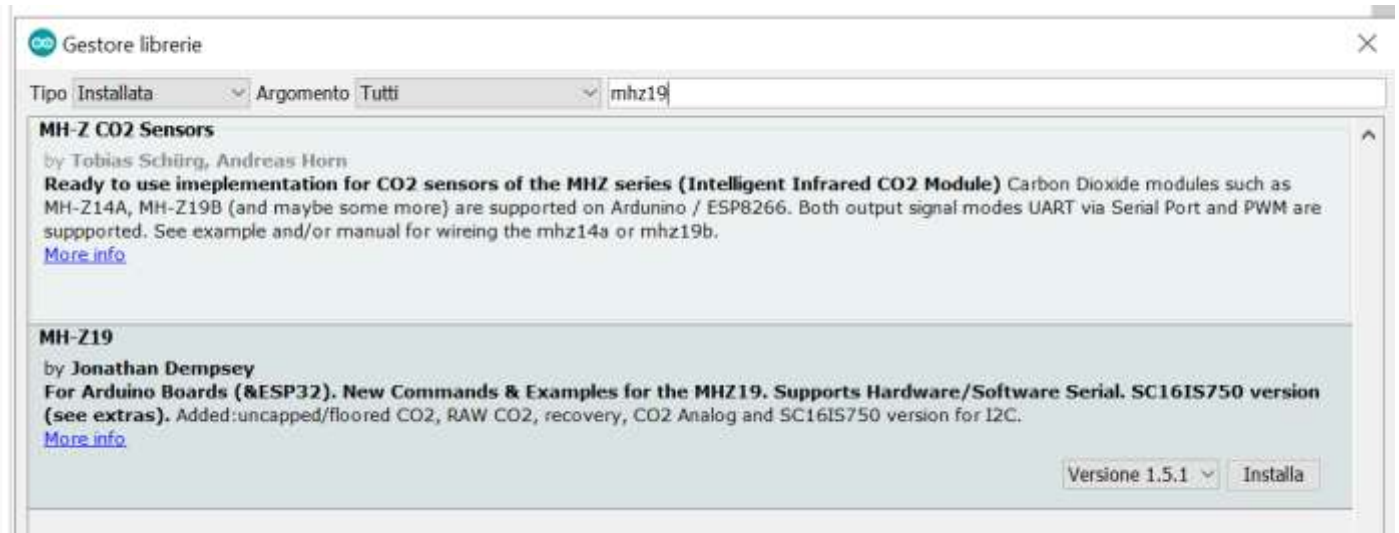 Gestore librerie
Tipo Installata Argomento Tutti mhz19
MH-Z CO2 Sensors
by Tobias Schürg, Andreas Horn
Ready to use imeplementation for CO2 sensors of the MHZ series (Intelligent Infrared CO2 Module) Carbon Dioxide modules such as
MH-Z14A, MH-Z19B (and maybe some more) are supported on Ardunino / ESP8266. Both output signal modes UART via Serial Port and PWM are
suppported. See example and/or manual for wireing the mhz14a or mhz19b.
More info
MH-Z19
by Jonathan Dempsey
For Arduino Boards (&ESP32). New Commands & Examples for the MHZ19. Supports Hardware/Software Serial. SC16IS750 version
(see extras). Added:uncapped/floored CO2, RAW CO2, recovery, CO2 Analog and SC16IS750 version for I2C.
More info
Versione 1.5.1 Installa